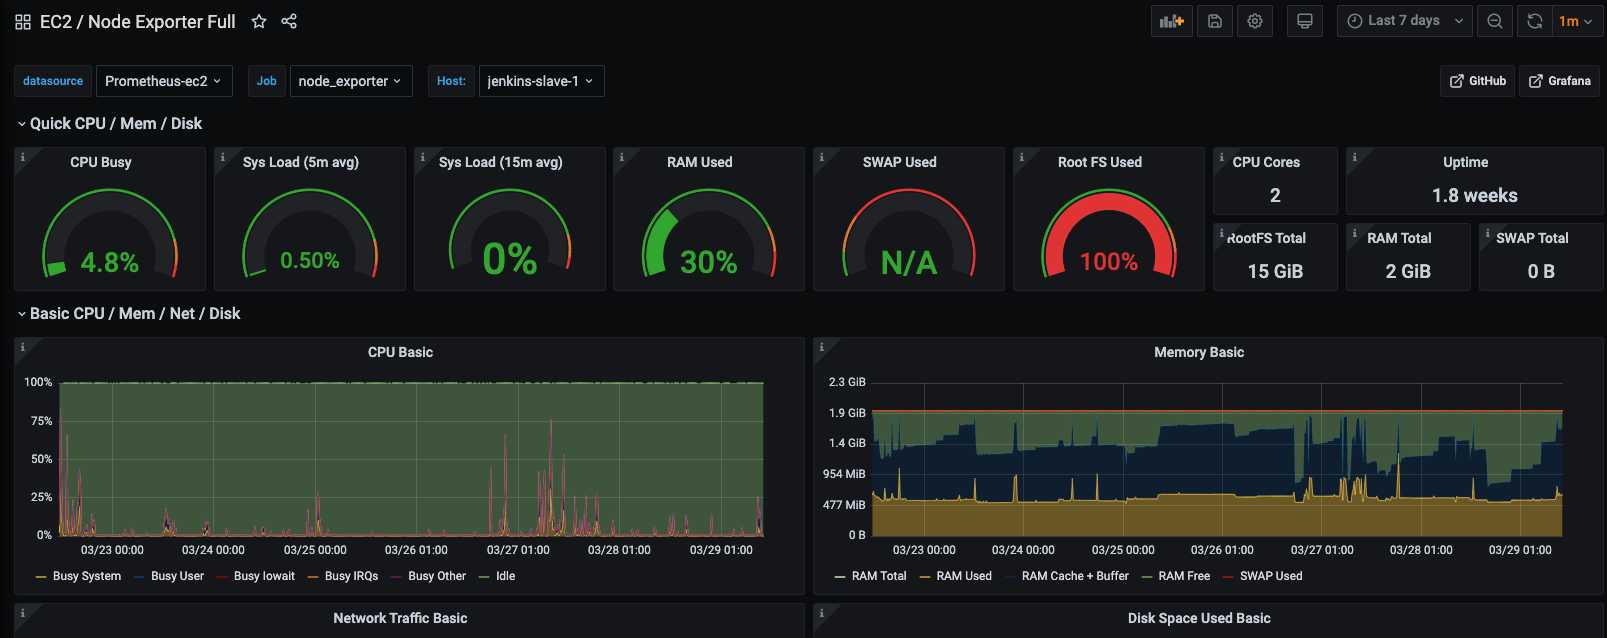 EC2 / Node Exporter Full
Last 7 days
1m
datasource
Prometheus-ec2
Job
node_exporter
Host:
jenkins-slave-1
GitHub
Grafana
Quick CPU / Mem / Disk
CPU Busy
4.8%
Sys Load (5m avg)
0.50%
Sys Load (15m avg)
0%
RAM Used
30%
SWAP Used
N/A
Root FS Used
100%
CPU Cores
2
Uptime
1.8 weeks
RootFS Total
15 GiB
RAM Total
2 GiB
SWAP Total
0 B
Basic CPU / Mem / Net / Disk
CPU Basic
100%
75%
50%
25%
0%
03/23 00:00 03/24 00:00 03/25 00:00 03/26 01:00 03/27 01:00 03/28 01:00 03/29 01:00
Busy System Busy User Busy Iowait Busy IRQs Busy Other Idle
Memory Basic
2.3 GiB
1.9 GiB
1.4 GiB
954 MiB
477 MiB
0 B
03/23 00:00 03/24 00:00 03/25 00:00 03/26 01:00 03/27 01:00 03/28 01:00 03/29 01:00
RAM Total RAM Used RAM Cache + Buffer RAM Free SWAP Used
Network Traffic Basic
Disk Space Used Basic